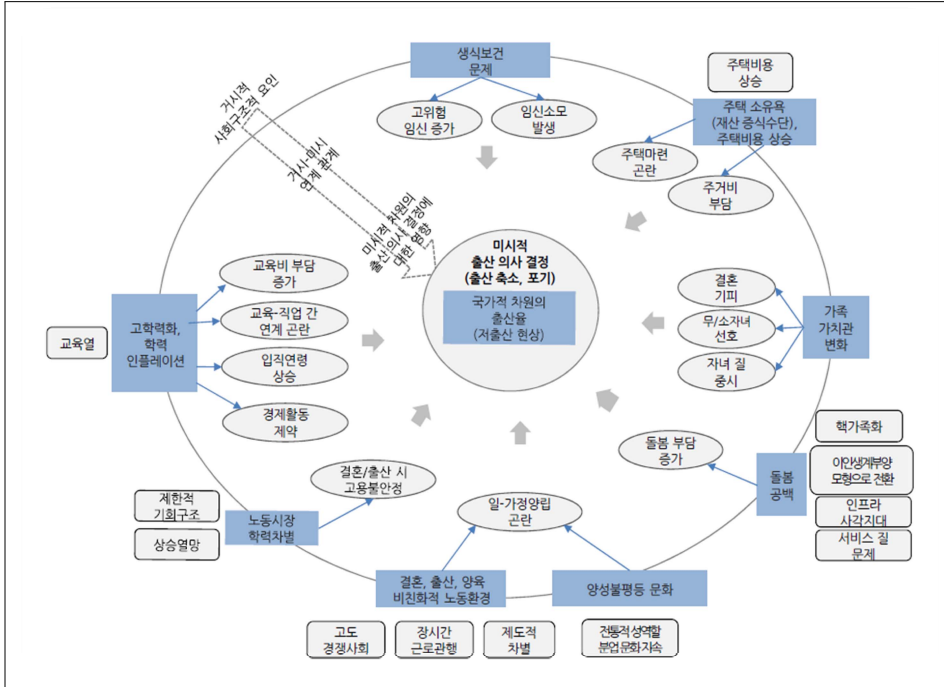 생식보건
문제
고위험
임신 증가
임신소모
발생
주택비용
상승
주택 소유욕
(재산 증식수단),
주택비용 상승
주택마련
곤란
주거비
부담
거시적
사회구조적 요인
거시-미시
연계 관계
미시적 차원의
출산 의사 결정에
대한 영향
미시적
출산 의사 결정
(출산 축소, 포기)
국가적 차원의
출산율
(저출산 현상)
교육열
고학력화,
학력
인플레이션
교육비 부담
증가
교육-직업 간
연계 곤란
입직연령
상승
경제활동
제약
결혼
기피
무/소자녀
선호
자녀 질
중시
가족
가치관
변화
돌봄 부담
증가
돌봄
공백
핵가족화
이인생계부양
모형으로 전환
인프라
사각지대
서비스 질
문제
제한적
기회구조
상승열망
노동시장
학력차별
결혼/출산 시
고용불안정
일-가정양립
곤란
결혼, 출산, 양육
비친화적 노동환경
양성불평등 문화
고도
경쟁사회
장시간
근로관행
제도적
차별
전통적 성역할
분업 문화 지속